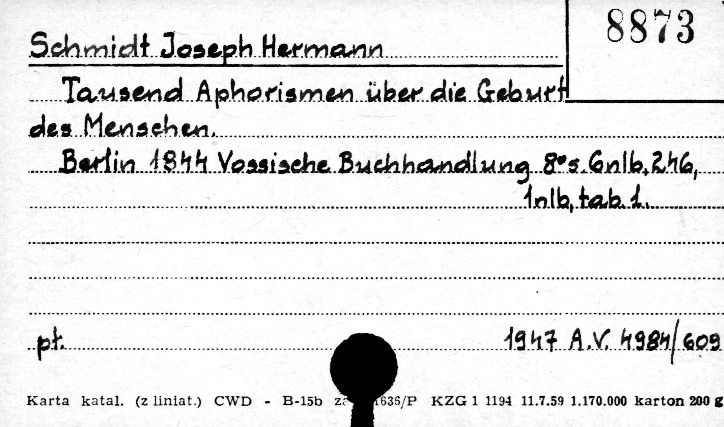 8873
Schmidt Joseph Hermann
Tausend Aphorismen über die Geburt
des Menschen.
Berlin 1844 Vossische Buchhandlung 8° s. 6nlb, 246,
1nlb, tab. 1.
pł. 1947 A.V. 4984/609
Karta katal. (z liniat.) CWD - B-15b 1636/P KZG 1 1194 11.7.59 1.170.000 karton 200 g